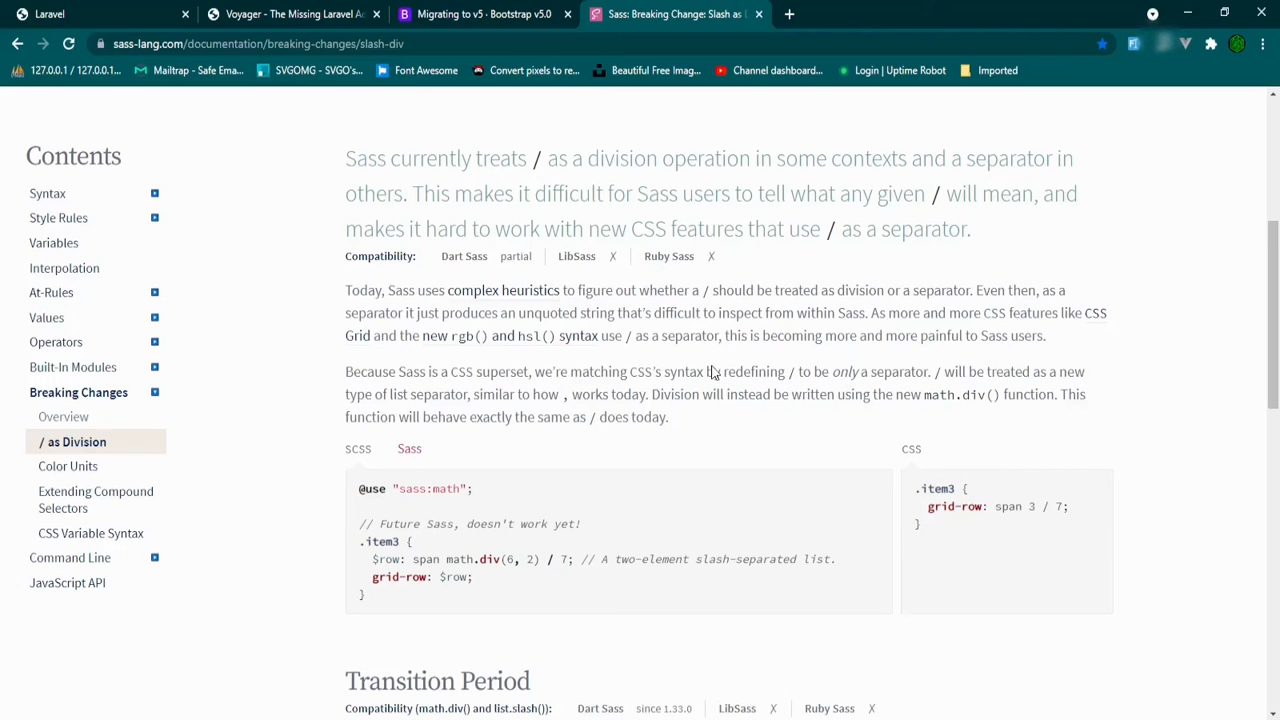 Laravel
Voyager - The Missing Laravel Ad
Migrating to v5 · Bootstrap v5.0
Sass: Breaking Change: Slash as
sass-lang.com/documentation/breaking-changes/slash-div
127.0.0.1 / 127.0.0.1...
Mailtrap - Safe Ema...
SVGOMG - SVGO's...
Font Awesome
Convert pixels to re...
Beautiful Free Imag...
Channel dashboard...
Login | Uptime Robot
Imported
Contents
Syntax
Style Rules
Variables
Interpolation
At-Rules
Values
Operators
Built-In Modules
Breaking Changes
Overview
/ as Division
Color Units
Extending Compound
Selectors
CSS Variable Syntax
Command Line
JavaScript API
Sass currently treats / as a division operation in some contexts and a separator in
others. This makes it difficult for Sass users to tell what any given / will mean, and
makes it hard to work with new CSS features that use / as a separator.
Compatibility: Dart Sass partial LibSass X Ruby Sass X
Today, Sass uses complex heuristics to figure out whether a / should be treated as division or a separator. Even then, as a
separator it just produces an unquoted string that's difficult to inspect from within Sass. As more and more CSS features like CSS
Grid and the new rgb() and hsl() syntax use / as a separator, this is becoming more and more painful to Sass users.
Because Sass is a CSS superset, we're matching CSS's syntax by redefining / to be only a separator. / will be treated as a new
type of list separator, similar to how , works today. Division will instead be written using the new math.div() function. This
function will behave exactly the same as / does today.
SCSS Sass
@use "sass:math";
// Future Sass, doesn't work yet!
.item3 {
$row: span math.div(6, 2) / 7; // A two-element slash-separated list.
grid-row: $row;
}
CSS
.item3 {
grid-row: span 3 / 7;
}
Transition Period
Compatibility (math.div() and list.slash()): Dart Sass since 1.33.0 LibSass X Ruby Sass X